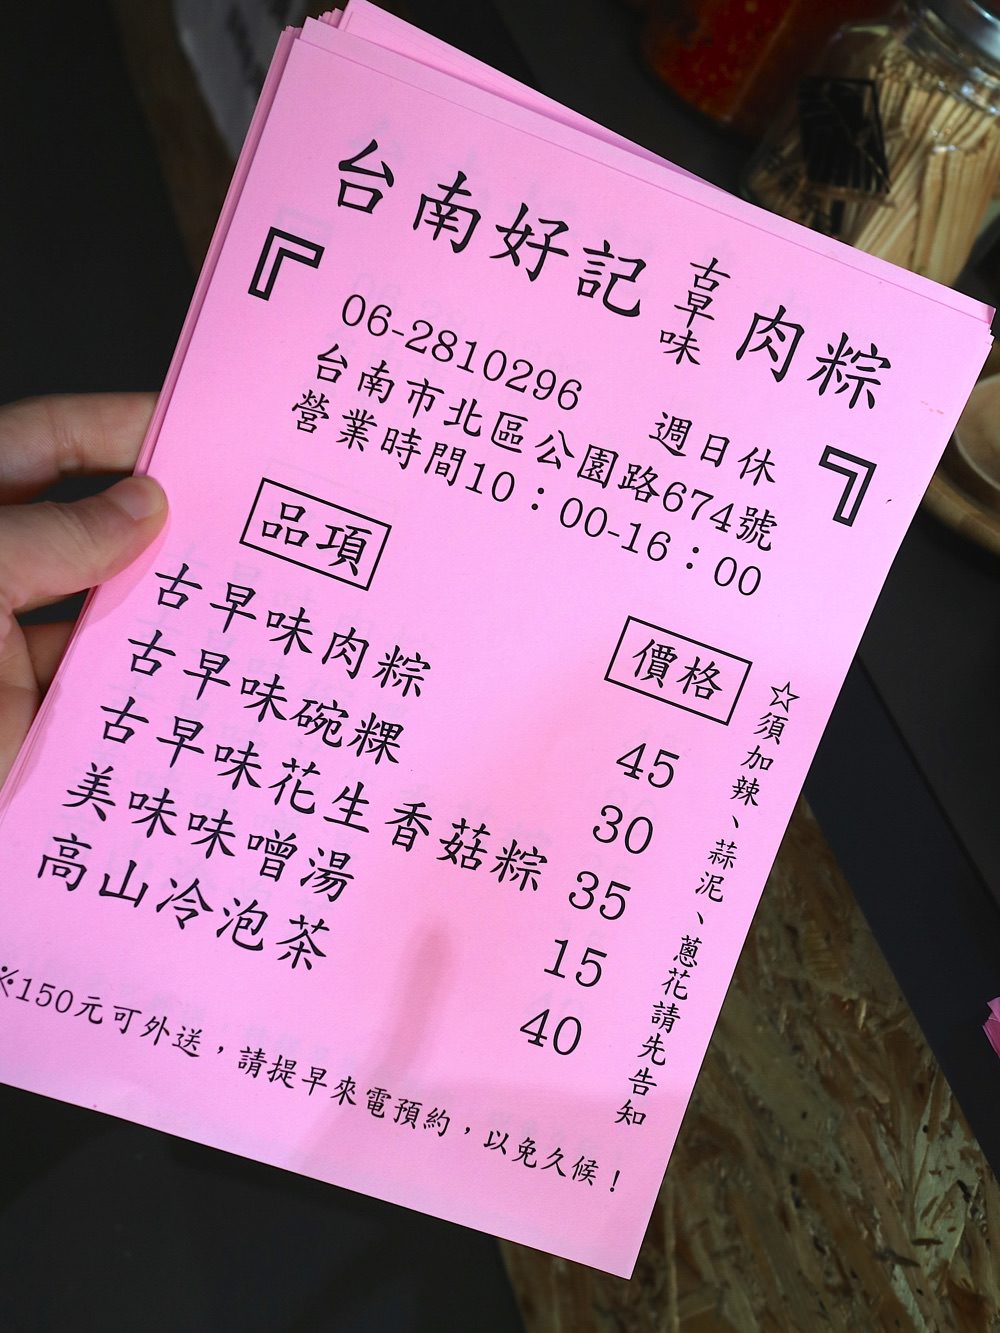 台南好記古早味肉粽
『06-2810296 週日休
台南市北區公園路674號
營業時間10：00-16：00』
品項 價格
古早味肉粽 45
古早味碗粿 30
古早味花生香菇粽 35
美味味噌湯 15
高山冷泡茶 40
☆須加辣、蒜泥、蔥花請先告知
※150元可外送，請提早來電預約，以免久候！